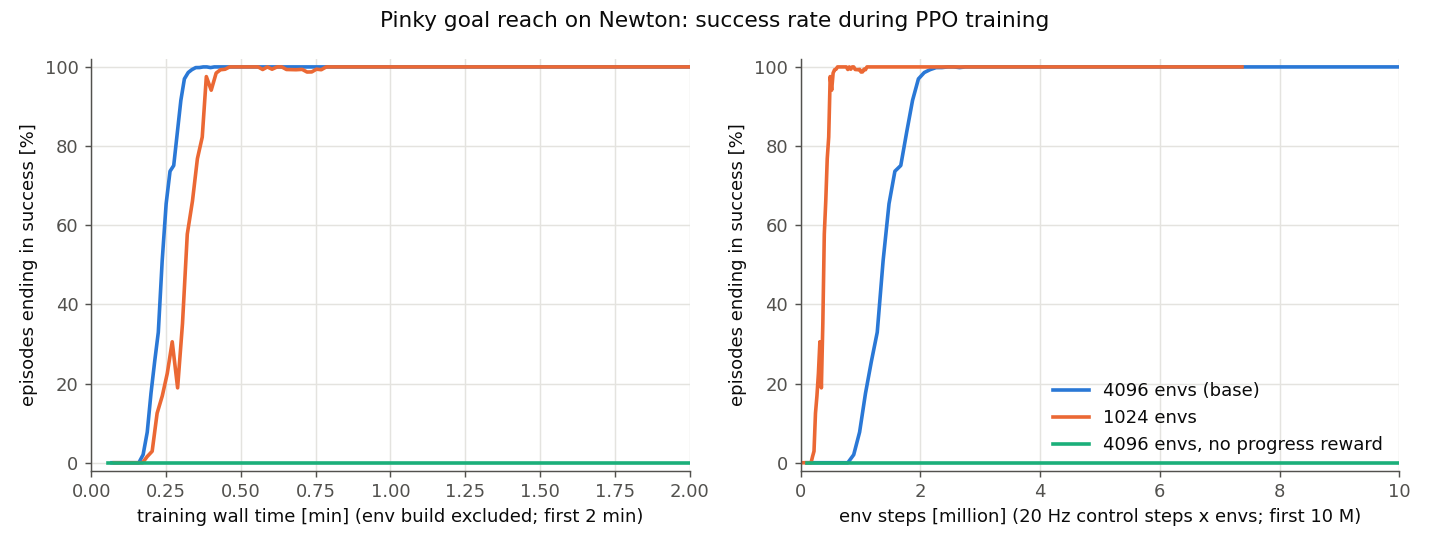 Pinky goal reach on Newton: success rate during PPO training
episodes ending in success [%]
100
80
60
40
20
0
0.00 0.25 0.50 0.75 1.00 1.25 1.50 1.75 2.00
training wall time [min] (env build excluded; first 2 min)
episodes ending in success [%]
100
80
60
40
20
0
4096 envs (base)
1024 envs
4096 envs, no progress reward
0 2 4 6 8 10
env steps [million] (20 Hz control steps x envs; first 10 M)